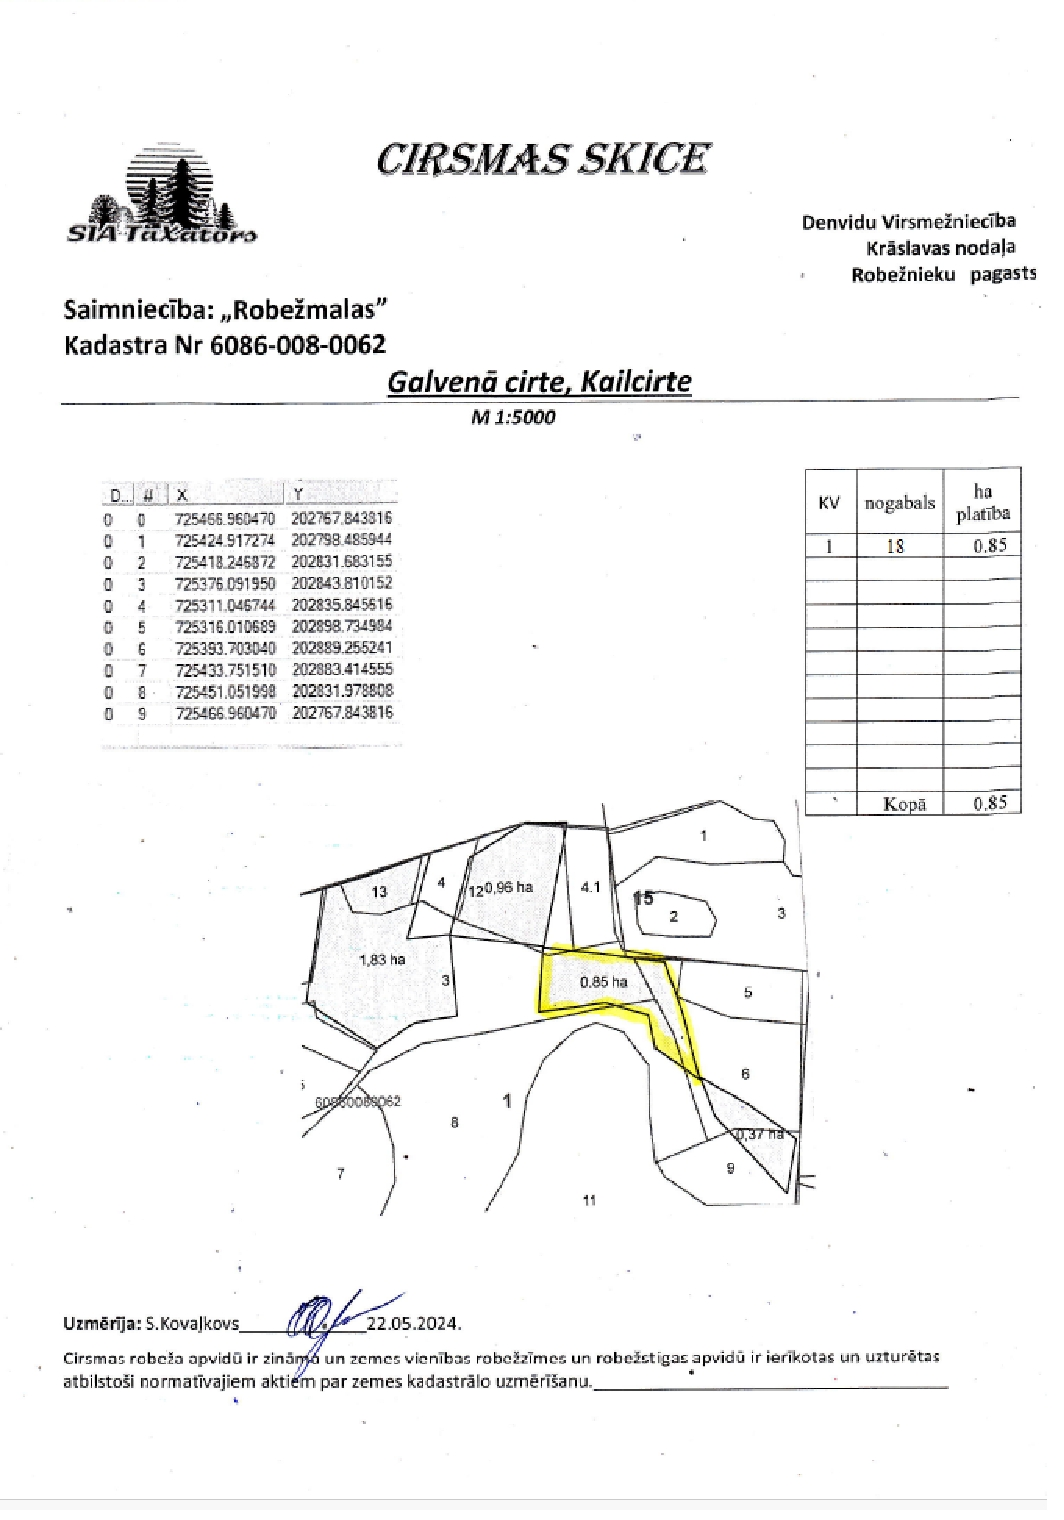 CIRSMAS SKICE
SIA Taxators
Denvidu Virsmežniecība
Krāslavas nodaļa
Robežnieku pagasts
Saimniecība: „Robežmalas”
Kadastra Nr 6086-008-0062
Galvenā cirte, Kailcirte
M 1:5000
D... # X Y
0 0 725466.960470 202767.843816
0 1 725424.917274 202798.485944
0 2 725418.246872 202831.683155
0 3 725376.091950 202843.810152
0 4 725311.046744 202835.845616
0 5 725316.010689 202898.734984
0 6 725393.703040 202889.255241
0 7 725433.751510 202883.414555
0 8 725451.051998 202831.978808
0 9 725466.960470 202767.843816
KV nogabals ha platība
1 18 0.85
Kopā 0.85
1
13 4 12 0,96 ha 4.1 15 2 3
1,83 ha 3 0.85 ha 5
6
60860080062 1 8
0,37 ha
7 9
11
Uzmērīja: S.Kovaļkovs 22.05.2024.
Cirsmas robeža apvidū ir zināma un zemes vienības robežzīmes un robežstigas apvidū ir ierīkotas un uzturētas
atbilstoši normatīvajiem aktiem par zemes kadastrālo uzmērīšanu.